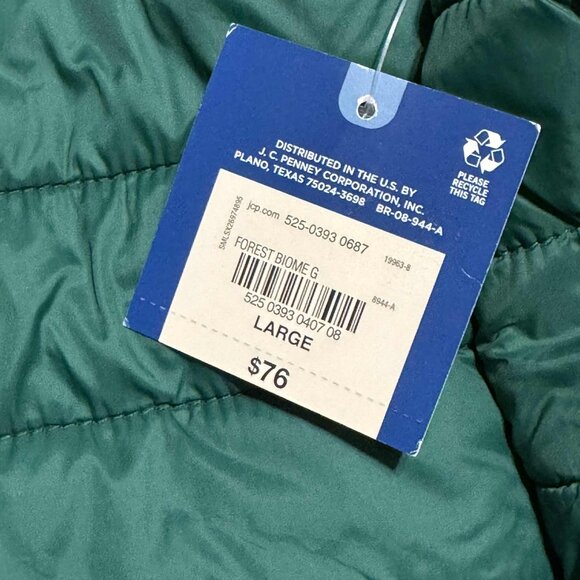 DISTRIBUTED IN THE U.S. BY
J. C. PENNEY CORPORATION, INC.
PLANO, TEXAS 75024-3698 BR-08-944-A
PLEASE
RECYCLE
THIS TAG
jcp.com 525-0393 0687
19963-8
FOREST BIOME G
8944-A
525 0393 0407 08
LARGE
$76